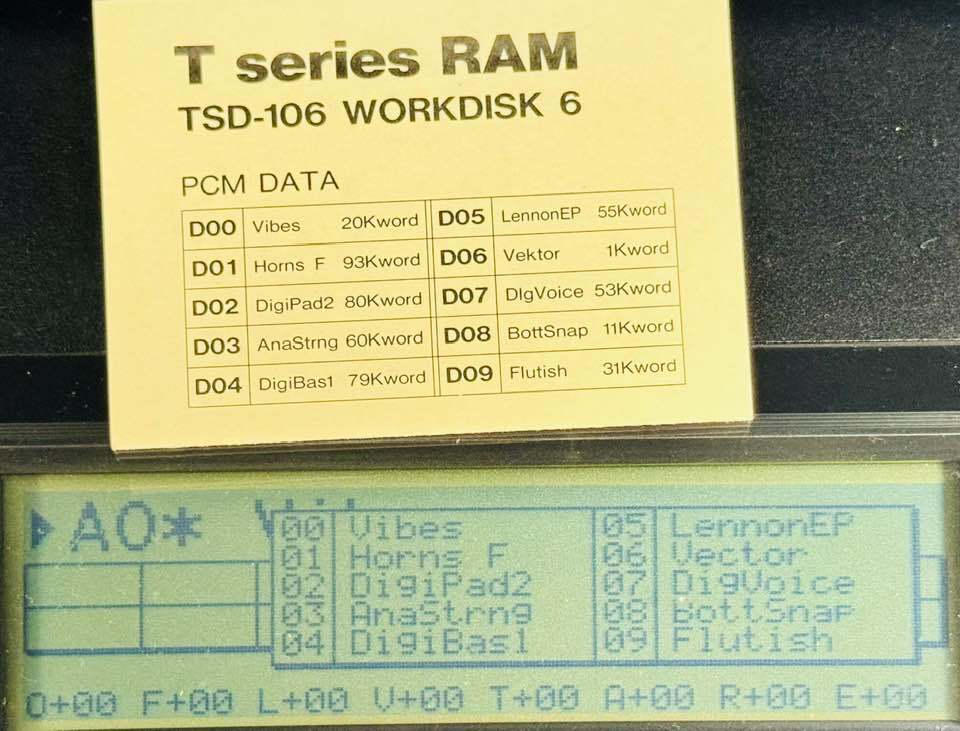 T series RAM
TSD-106 WORKDISK 6
PCM DATA
D00 Vibes 20Kword D05 LennonEP 55Kword
D01 Horns F 93Kword D06 Vektor 1Kword
D02 DigiPad2 80Kword D07 DIgVoice 53Kword
D03 AnaStrng 60Kword D08 BottSnap 11Kword
D04 DigiBas1 79Kword D09 Flutish 31Kword
A0*
00 Vibes 05 LennonEP
01 Horns F 06 Vector
02 DigiPad2 07 DigVoice
03 AnaStrng 08 BottSnap
04 DigiBas1 09 Flutish
O+00 F+00 L+00 V+00 T+00 A+00 R+00 E+00